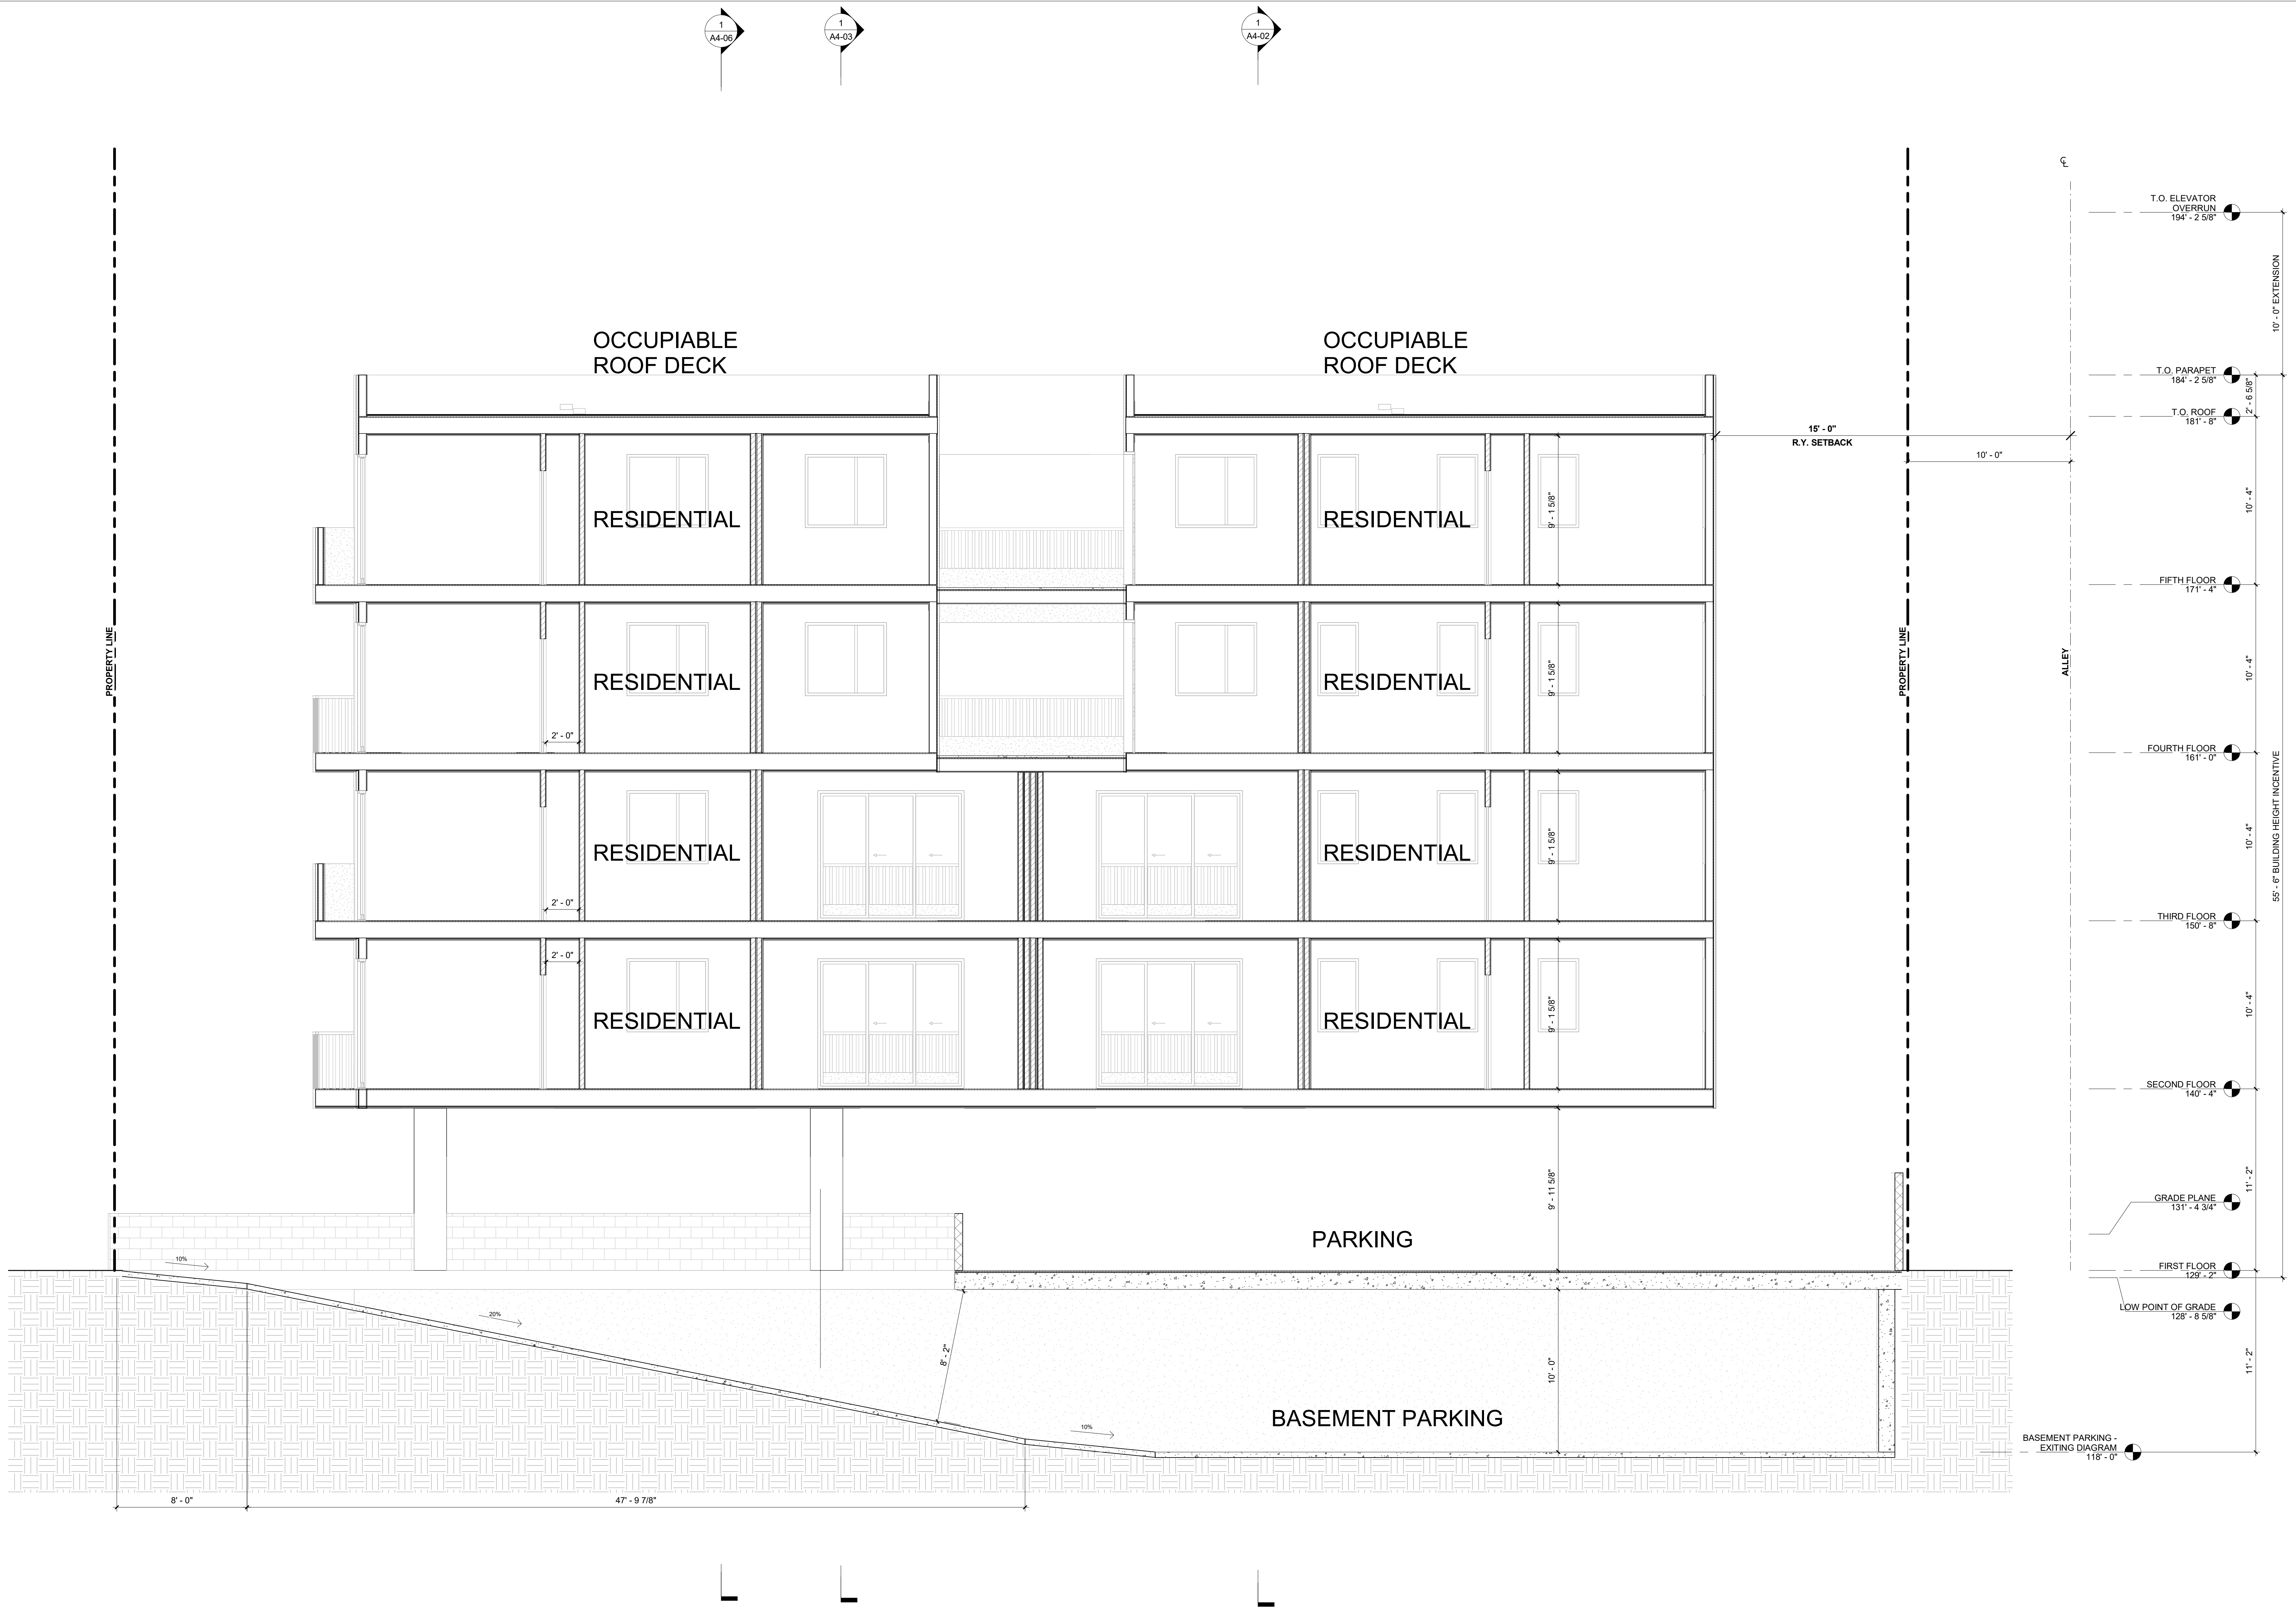 1
A4-06
1
A4-03
1
A4-02
℄
T.O. ELEVATOR
OVERRUN
194' - 2 5/8"
10' - 0" EXTENSION
OCCUPIABLE
ROOF DECK
OCCUPIABLE
ROOF DECK
T.O. PARAPET
184' - 2 5/8"
2' - 6 5/8"
T.O. ROOF
181' - 8"
15' - 0"
R.Y. SETBACK
10' - 0"
10' - 4"
RESIDENTIAL
RESIDENTIAL
9' - 1 5/8"
FIFTH FLOOR
171' - 4"
PROPERTY LINE
PROPERTY LINE
ALLEY
10' - 4"
RESIDENTIAL
RESIDENTIAL
9' - 1 5/8"
2' - 0"
FOURTH FLOOR
161' - 0"
55' - 6" BUILDING HEIGHT INCENTIVE
10' - 4"
RESIDENTIAL
RESIDENTIAL
9' - 1 5/8"
2' - 0"
THIRD FLOOR
150' - 8"
2' - 0"
10' - 4"
RESIDENTIAL
RESIDENTIAL
9' - 1 5/8"
SECOND FLOOR
140' - 4"
9' - 11 5/8"
11' - 2"
GRADE PLANE
131' - 4 3/4"
PARKING
10%
FIRST FLOOR
129' - 2"
20%
LOW POINT OF GRADE
128' - 8 5/8"
8' - 2"
10' - 0"
11' - 2"
BASEMENT PARKING
10%
BASEMENT PARKING -
EXITING DIAGRAM
118' - 0"
8' - 0"
47' - 9 7/8"